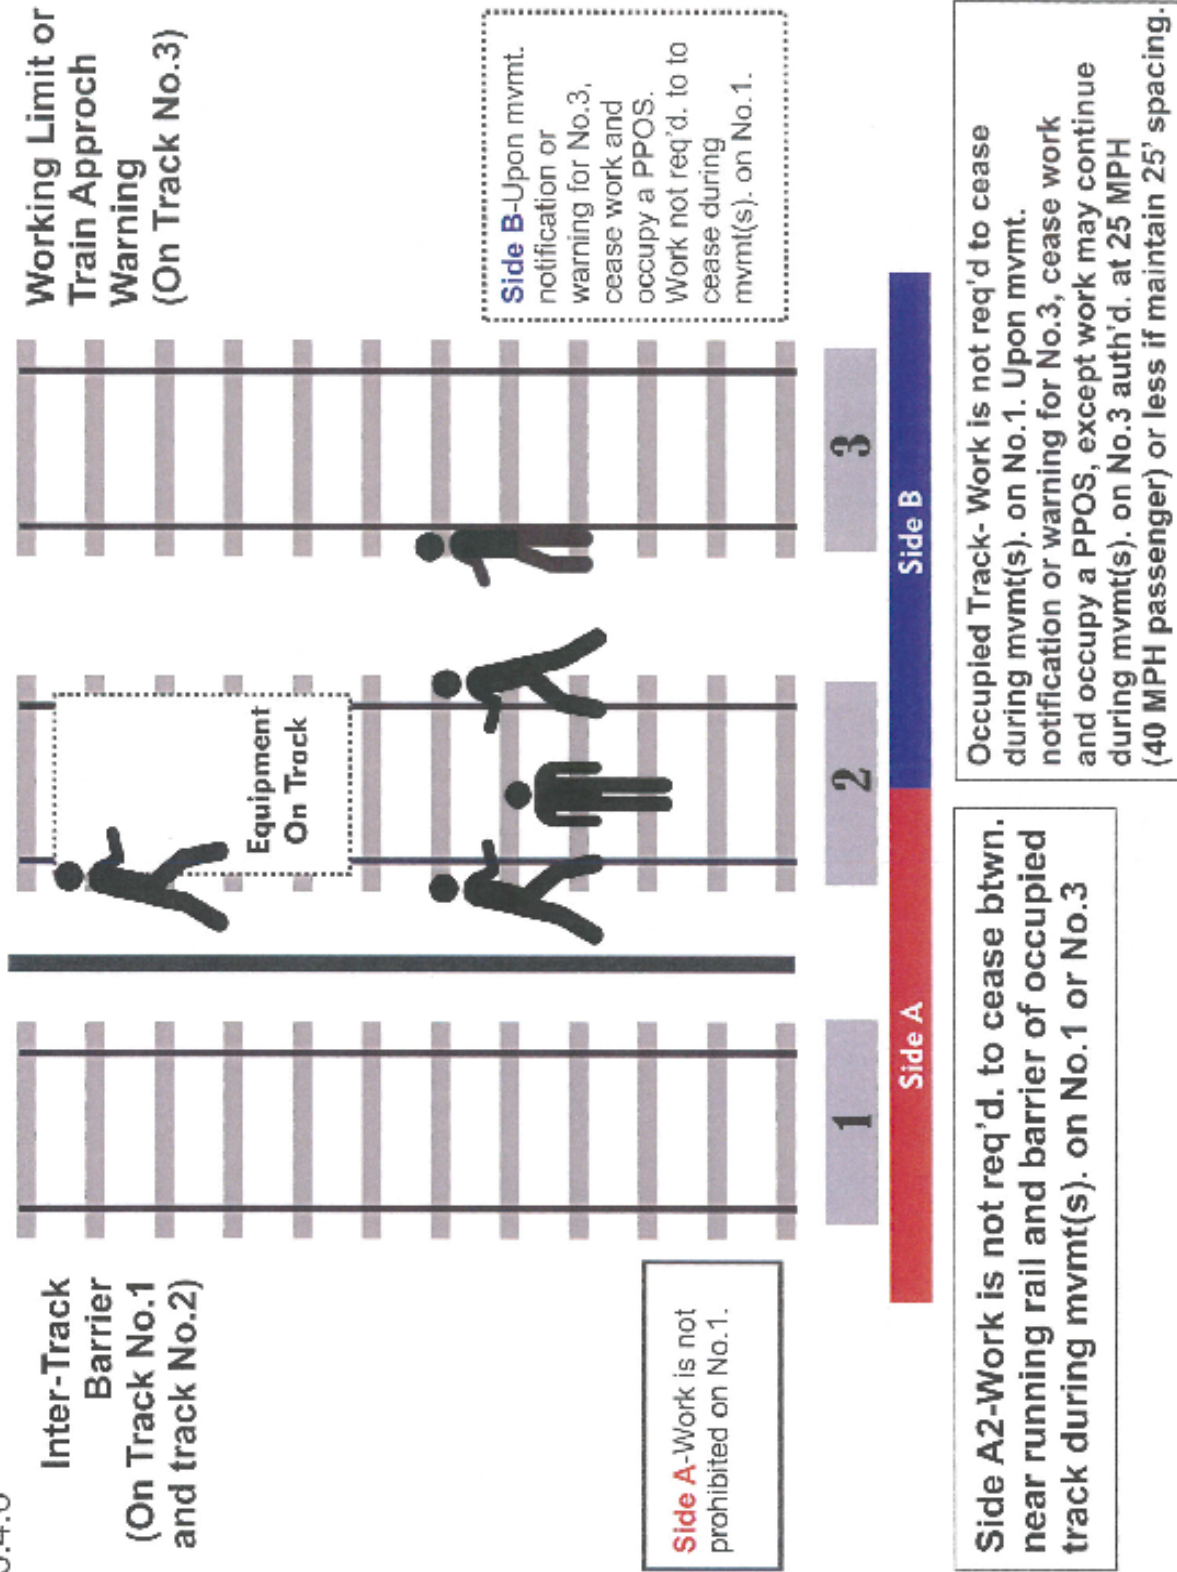 Inter-Track
Barrier
(On Track No.1
and track No.2)
Working Limit or
Train Approch
Warning
(On Track No.3)
Equipment
On Track
Side A-Work is not
prohibited on No.1.
Side B-Upon mvmt.
notification or
warning for No.3,
cease work and
occupy a PPOS.
Work not req'd. to to
cease during
mvmt(s). on No.1.
1
2
3
Side A
Side B
Side A2-Work is not req'd. to cease btwn.
near running rail and barrier of occupied
track during mvmt(s). on No.1 or No.3
Occupied Track- Work is not req'd to cease
during mvmt(s). on No.1. Upon mvmt.
notification or warning for No.3, cease work
and occupy a PPOS, except work may continue
during mvmt(s). on No.3 auth'd. at 25 MPH
(40 MPH passenger) or less if maintain 25' spacing.